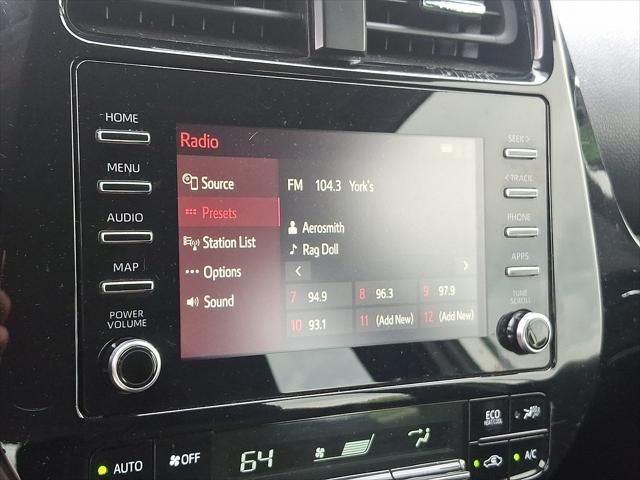 HOME
MENU
AUDIO
MAP
POWER
VOLUME
Radio
Source
Presets
Station List
Options
Sound
FM 104.3 York's
Aerosmith
Rag Doll
<
>
7 94.9 8 96.3 9 97.9
10 93.1 11 (Add New) 12 (Add New)
SEEK >
< TRACK
PHONE
APPS
TUNE
SCROLL
AUTO
OFF
64
ECO
HEAT/COOL
A/C